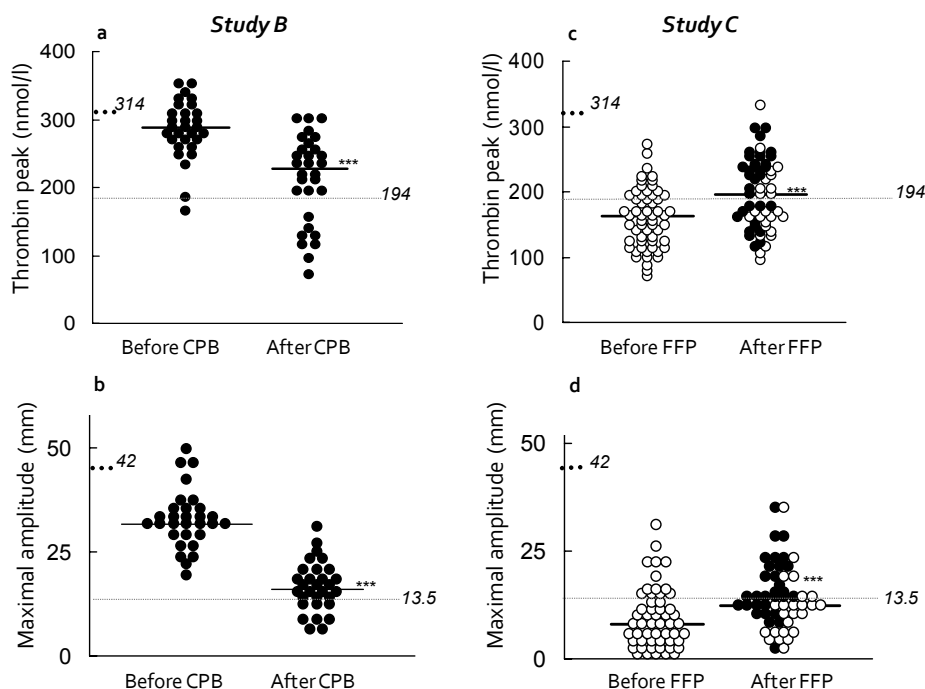 Study B
a
Thrombin peak (nmol/l)
400
300
200
100
0
314
***
194
Before CPB After CPB
Study C
c
Thrombin peak (nmol/l)
400
300
200
100
0
314
***
194
Before FFP After FFP
b
Maximal amplitude (mm)
50
25
0
42
***
13.5
Before CPB After CPB
d
Maximal amplitude (mm)
50
25
0
42
***
13.5
Before FFP After FFP